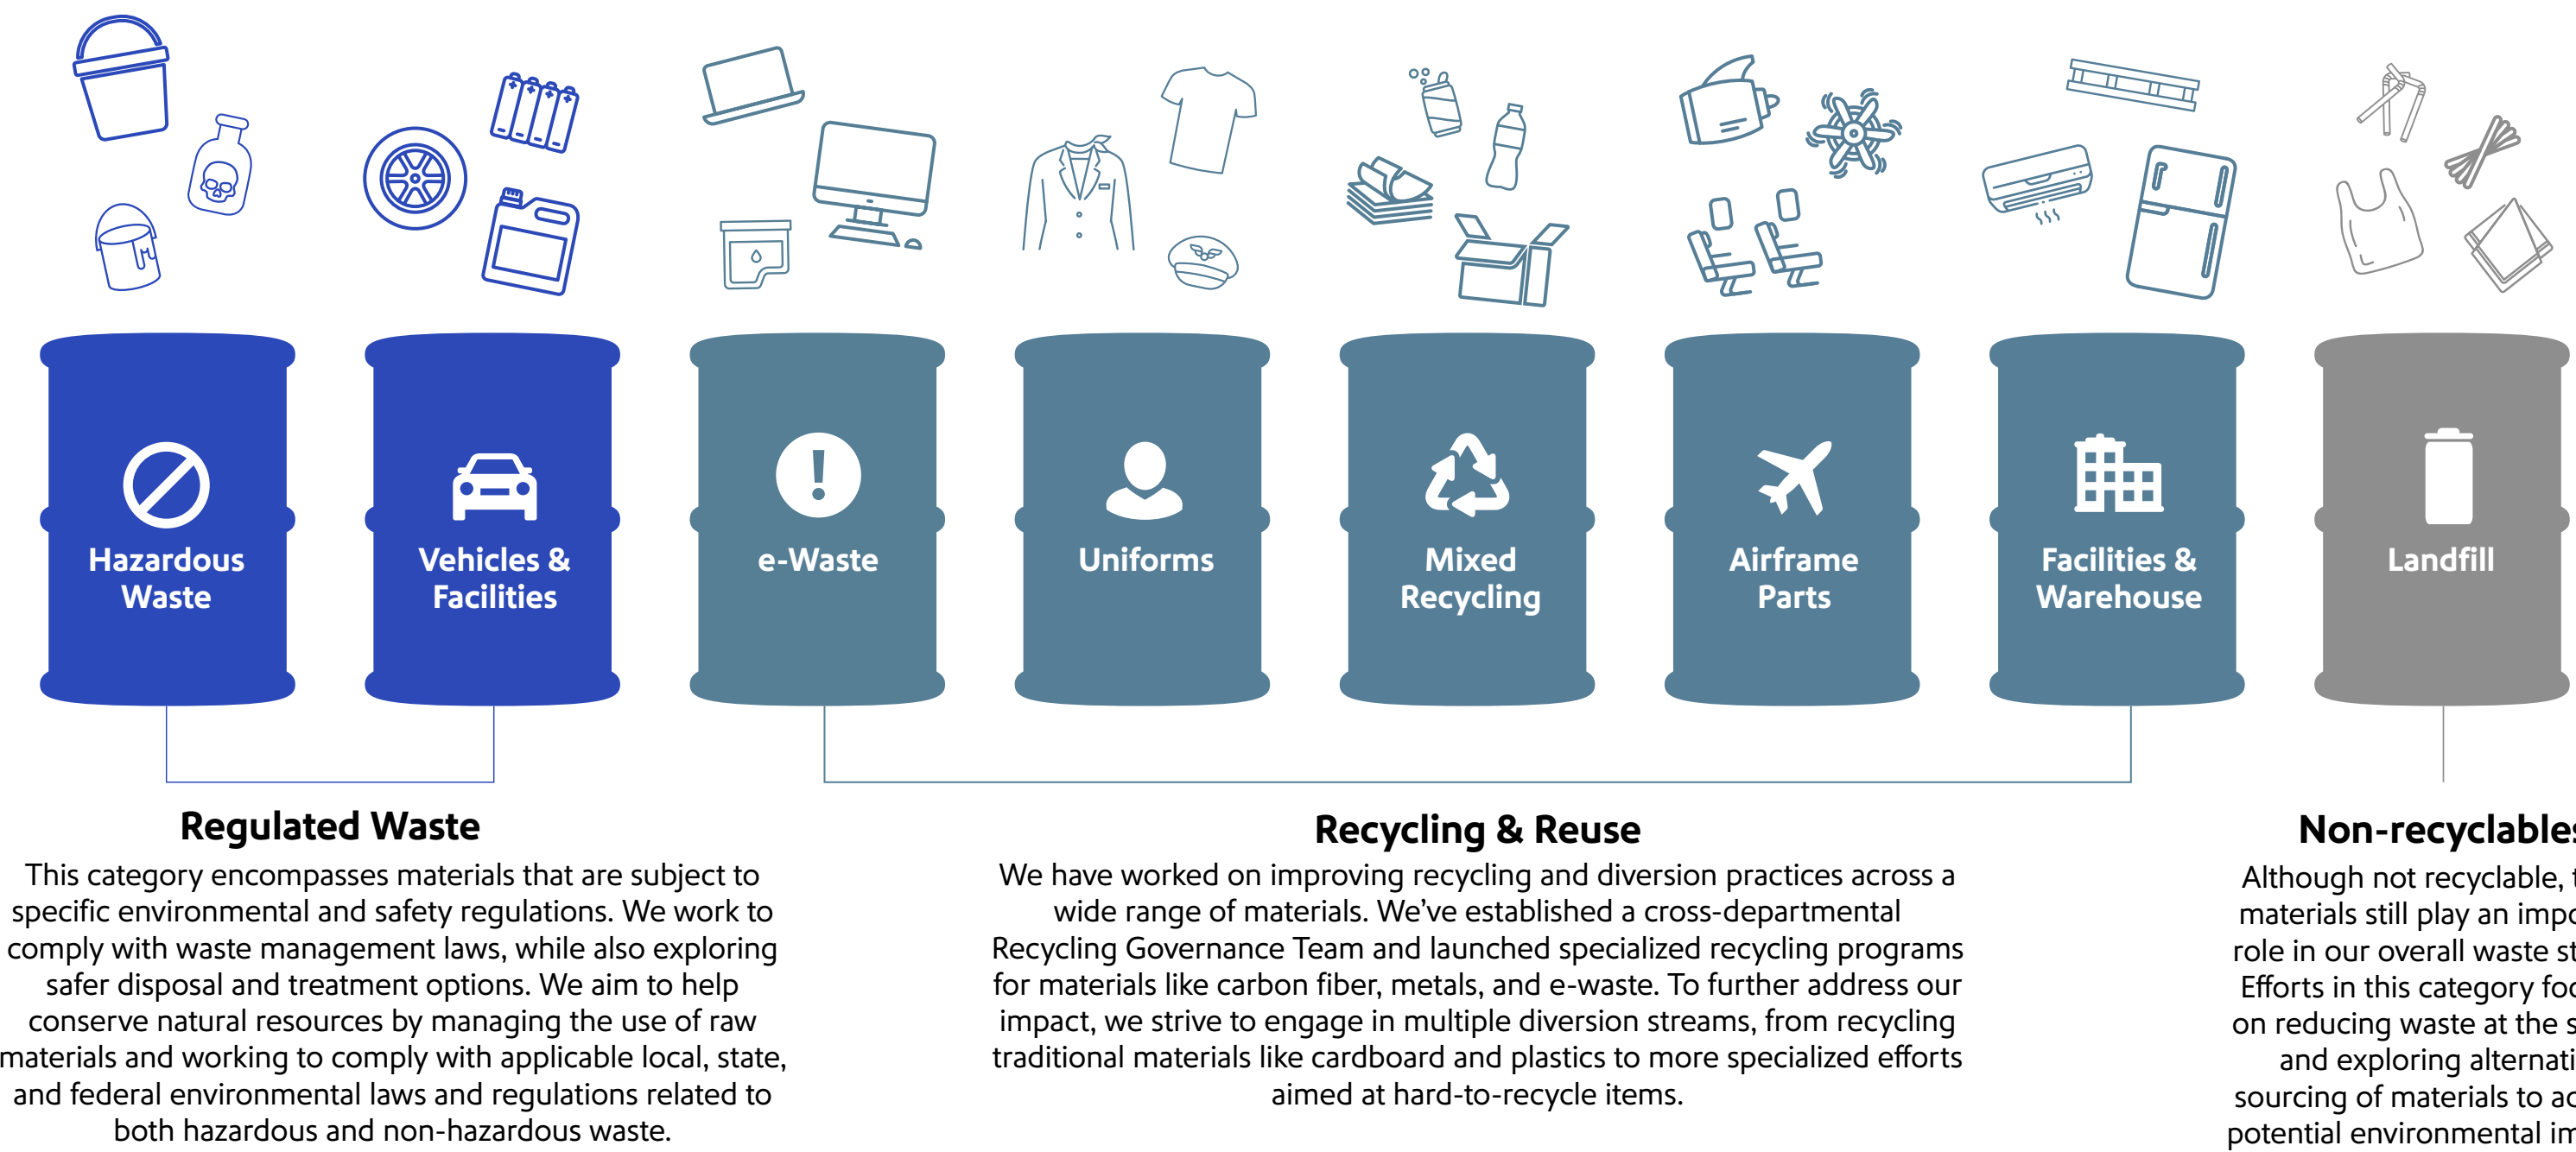 Hazardous
Waste
Vehicles &
Facilities
e-Waste
Uniforms
Mixed
Recycling
Airframe
Parts
Facilities &
Warehouse
Landfill
Regulated Waste
This category encompasses materials that are subject to
specific environmental and safety regulations. We work to
comply with waste management laws, while also exploring
safer disposal and treatment options. We aim to help
conserve natural resources by managing the use of raw
materials and working to comply with applicable local, state,
and federal environmental laws and regulations related to
both hazardous and non-hazardous waste.
Recycling & Reuse
We have worked on improving recycling and diversion practices across a
wide range of materials. We’ve established a cross-departmental
Recycling Governance Team and launched specialized recycling programs
for materials like carbon fiber, metals, and e-waste. To further address our
impact, we strive to engage in multiple diversion streams, from recycling
traditional materials like cardboard and plastics to more specialized efforts
aimed at hard-to-recycle items.
Non-recyclables
Although not recyclable,
materials still play an
role in our overall waste
Efforts in this category
on reducing waste at the
and exploring
sourcing of materials to
potential environmental